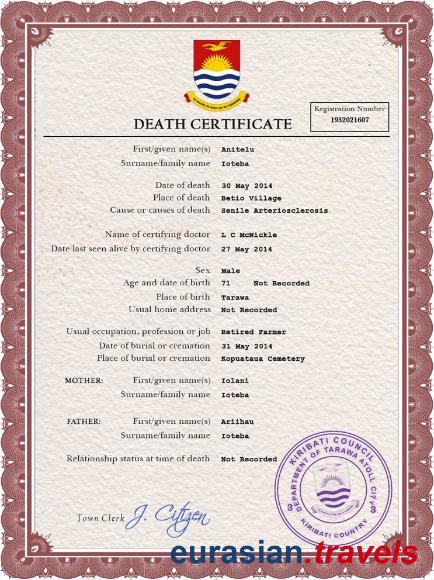 Registration Number
1952021607
DEATH CERTIFICATE
First/given name(s) Anitelu
Surname/family name Ioteba
Date of death 30 May 2014
Place of death Betio Village
Cause or causes of death Senile Arteriosclerosis
Name of certifying doctor L C McNickle
Date last seen alive by certifying doctor 27 May 2014
Sex Male
Age and date of birth 71 Not Recorded
Place of birth Tarawa
Usual home address Not Recorded
Usual occupation, profession or job Retired Farmer
Date of burial or cremation 31 May 2014
Place of burial or cremation Kopuataua Cemetery
MOTHER: First/given name(s) Iolani
Surname/family name Ioteba
FATHER: First/given name(s) Ariihau
Surname/family name Ioteba
Relationship status at time of death Not Recorded
KIRIBATI COUNCIL
DEPARTMENT OF TARAWA ATOLL CITY
KIRIBATI COUNTRY
Town Clerk J. Citizen
eurasian.travels